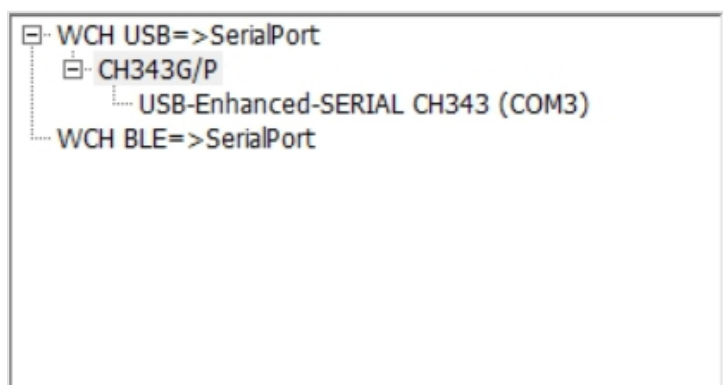 WCH USB=>SerialPort
CH343G/P
USB-Enhanced-SERIAL CH343 (COM3)
WCH BLE=>SerialPort